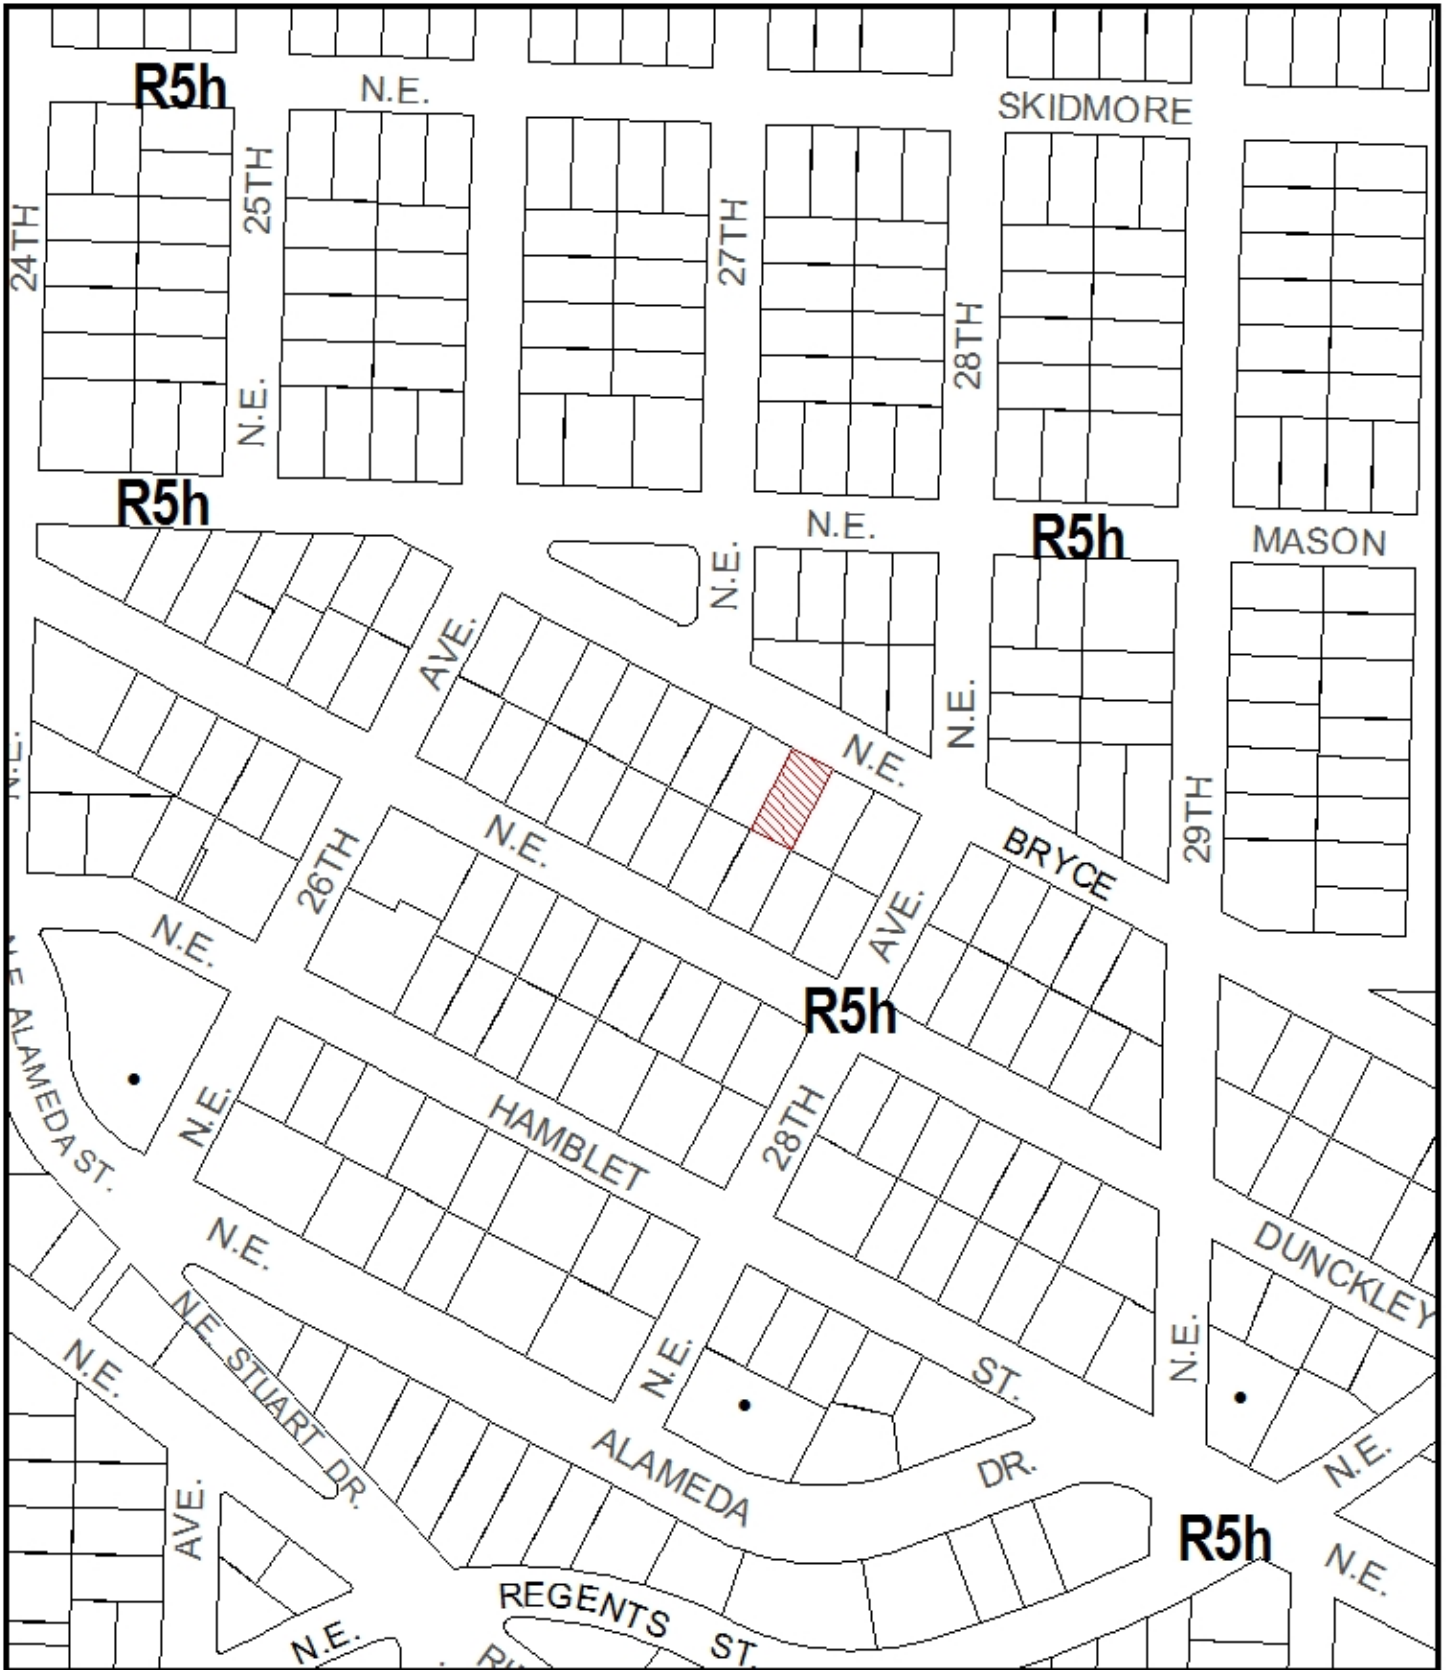 R5h
N.E.
SKIDMORE
24TH
25TH
27TH
28TH
N.E.
R5h
N.E.
N.E.
R5h
MASON
AVE.
N.E.
N.E.
N.E.
29TH
N.E.
BRYCE
26TH
AVE.
N.E.
N.E.
ALAMEDA ST.
R5h
N.E.
HAMBLET
28TH
N.E.
DUNCKLEY
N.E. STUART DR.
N.E.
N.E.
N.E.
ST.
ALAMEDA
DR.
N.E.
AVE.
R5h
N.E.
REGENTS ST.
N.E.